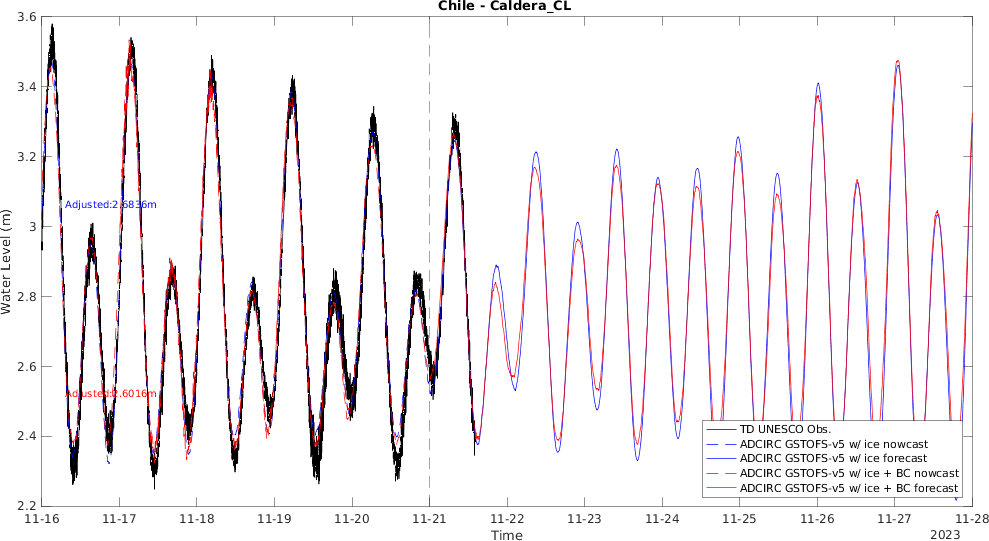 Chile - Caldera_CL
3.6
3.4
3.2
3
2.8
2.6
2.4
2.2
Water Level (m)
Adjusted:2.6836m
Adjusted:2.6016m
TD UNESCO Obs.
ADCIRC GSTOFS-v5 w/ ice nowcast
ADCIRC GSTOFS-v5 w/ ice forecast
ADCIRC GSTOFS-v5 w/ ice + BC nowcast
ADCIRC GSTOFS-v5 w/ ice + BC forecast
11-16 11-17 11-18 11-19 11-20 11-21 11-22 11-23 11-24 11-25 11-26 11-27 11-28
Time
2023